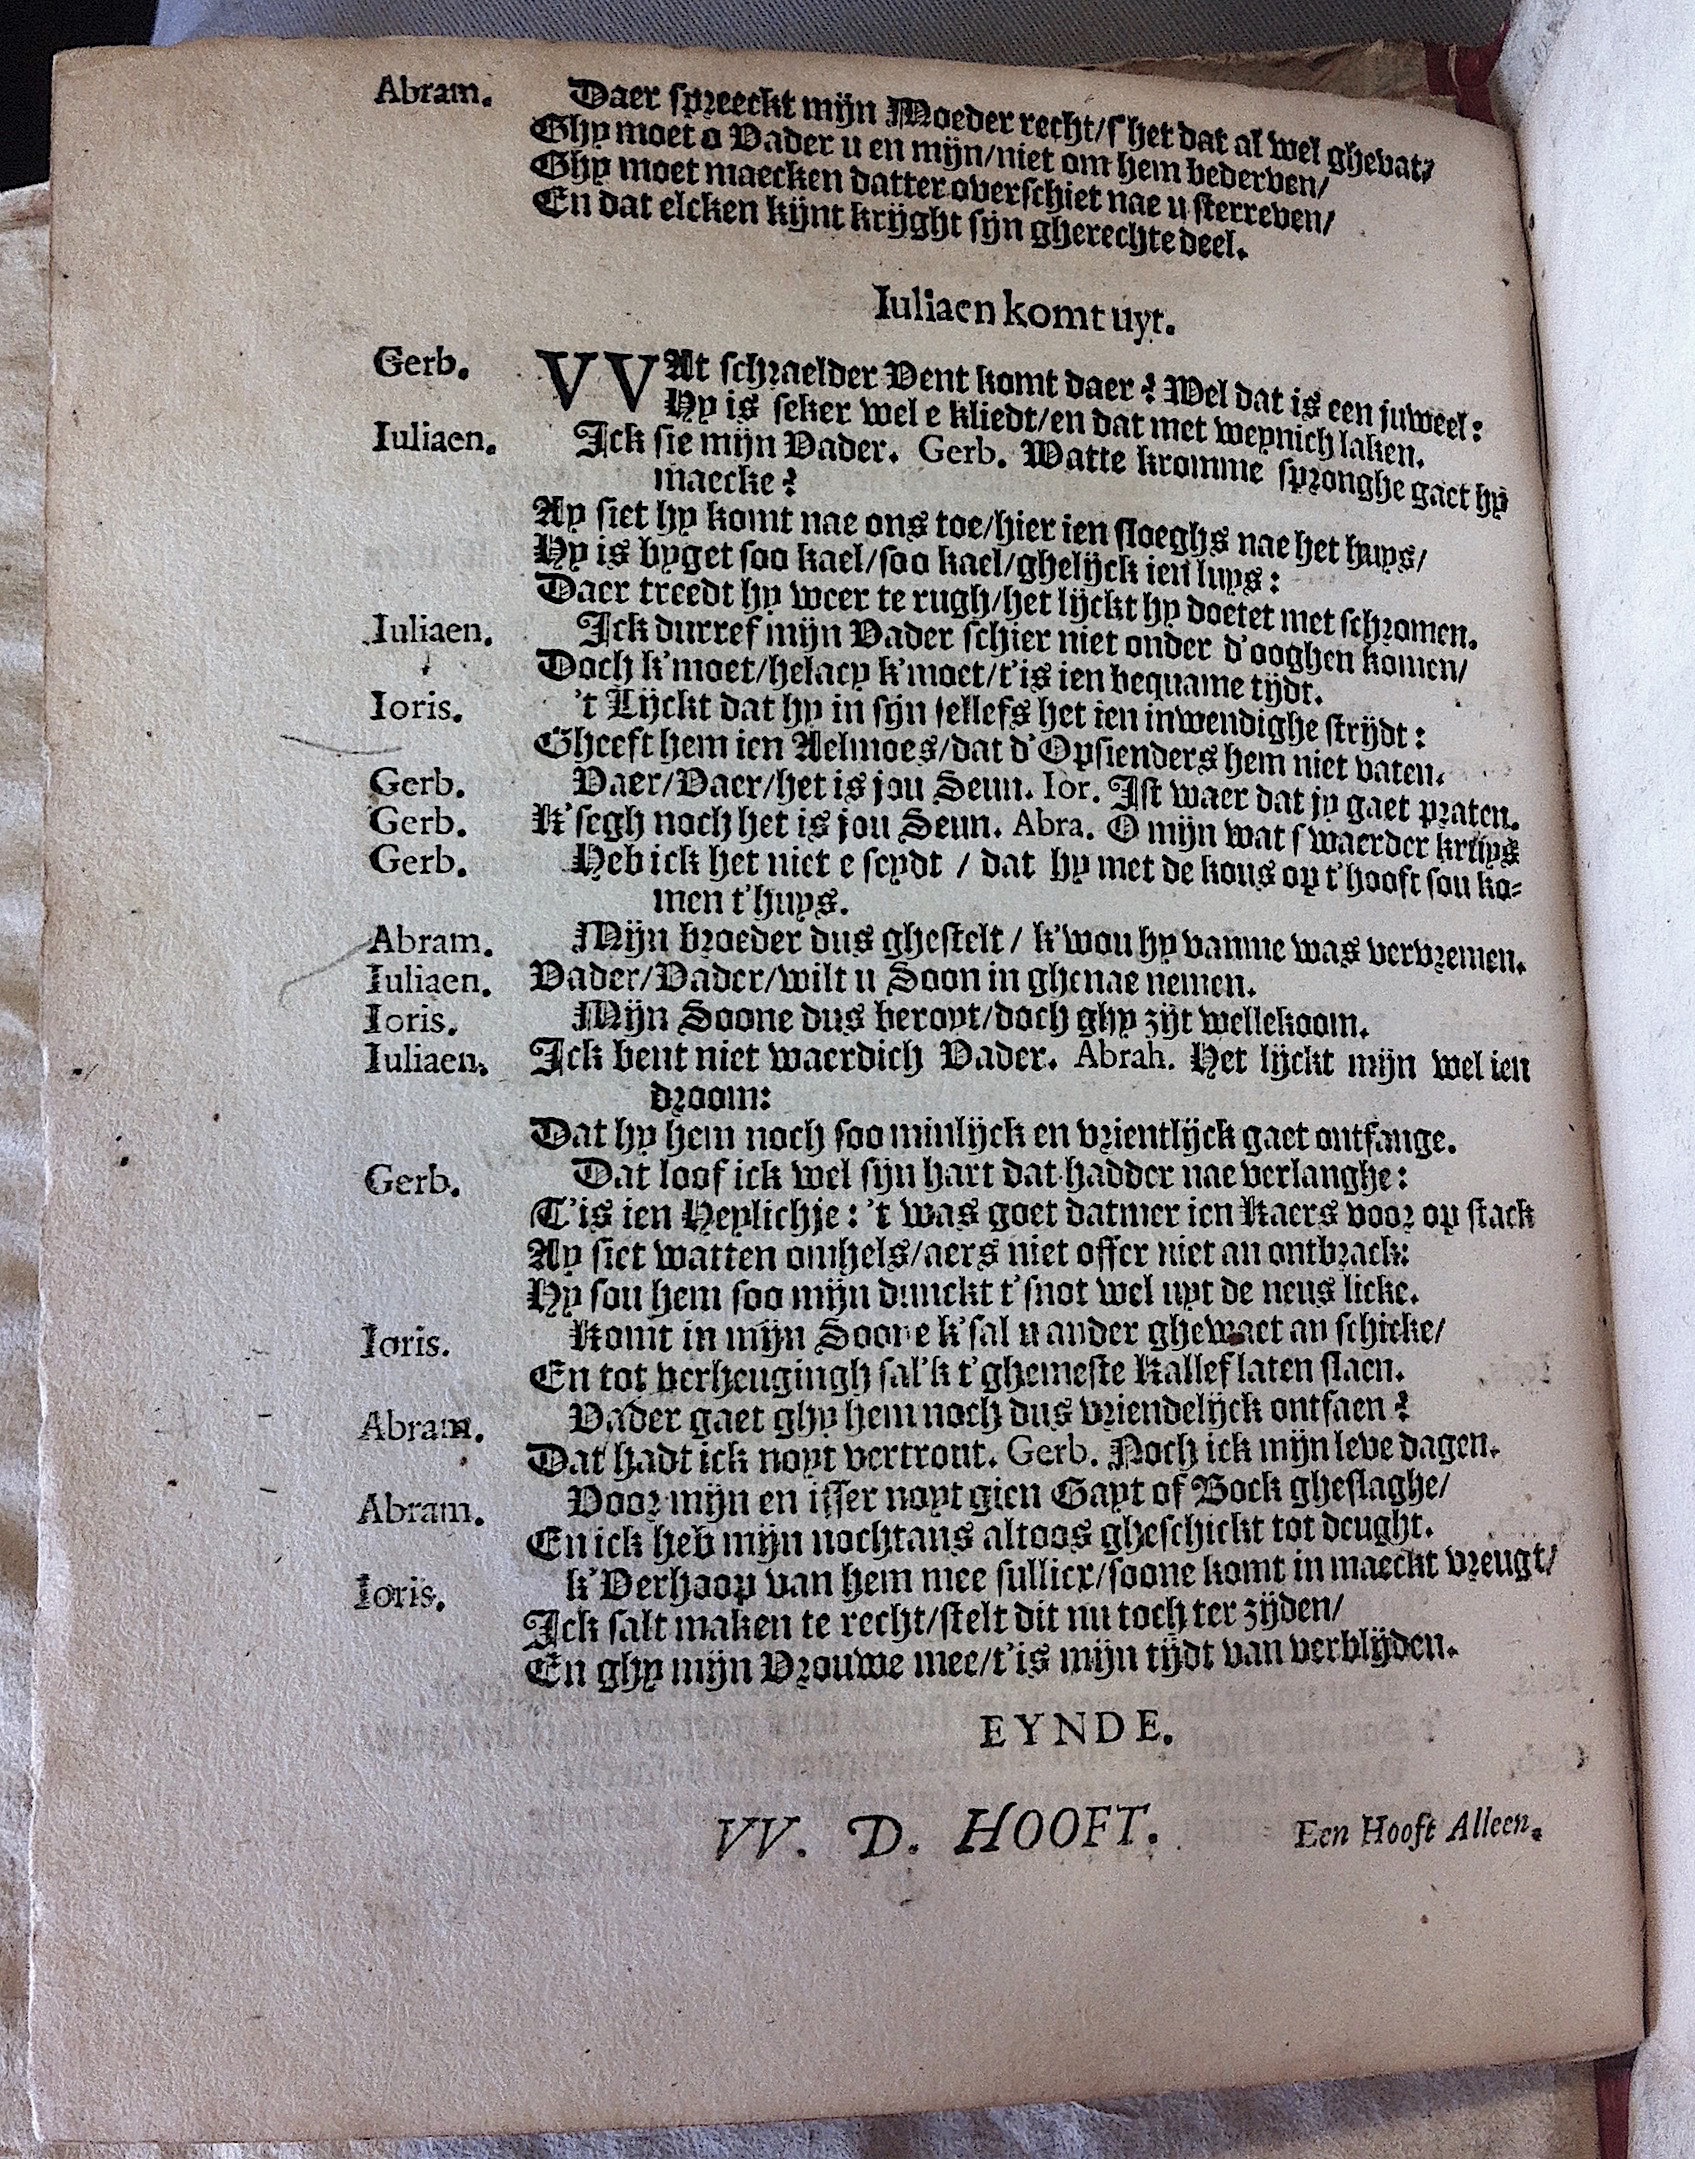 Abram. Daer spreeckt mijn Moeder recht/s'het dat al wel ghevat/
Ghy moet o Vader u en mijn/niet om hem bederven/
Ghy moet maecken datter overschiet nae u sterreven/
En dat elcken kijnt krijght sijn gherechte deel.
Iuliaen komt uyt.
Gerb. VVAt schraelder Vent komt daer? Wel dat is een juweel:
Hy is seker wel e kliedt/en dat met weynich laken.
Iuliaen. Ick sie mijn Vader. Gerb. Watte kromme spronghe gaet hy
maecke?
Ay siet hy komt nae ons toe/hier ien sloeghs nae het huys/
Hy is byget soo kael/soo kael/ghelijck ien luys:
Daer treedt hy weer te rugh/het lijckt hy doetet met schromen.
Iuliaen. Ick durref mijn Vader schier niet onder d'ooghen komen/
Doch k'moet/helacy k'moet/t'is ien bequame tijdt.
Ioris. 't Lijckt dat hy in sijn sellefs het ien inwendighe strijdt:
Gheeft hem ien Aelmoes/dat d'Opsienders hem niet vaten.
Gerb. Vaer/Vaer/het is jou Seun. Ior. Ist waer dat jy gaet praten.
Gerb. K'segh noch het is jou Seun. Abra. O mijn wat swaerder kruys
Gerb. Heb ick het niet e seydt / dat hy met de kous op t'hooft sou ko-
men t'huys.
Abram. Mijn broeder dus ghestelt / k'wou hy vanme was vervremen.
Iuliaen. Vader/Vader/wilt u Soon in ghenae nemen.
Ioris. Mijn Soone dus beroyt/doch ghy zijt wellekoom.
Iuliaen. Ick bent niet waerdich Vader. Abrah. Het lijckt mijn wel ien
droom:
Dat hy hem noch soo minlijck en vrientlijck gaet ontfange.
Gerb. Dat loof ick wel sijn hart dat hadder nae verlanghe:
T'is ien Heylichje: 't was goet datmer ien Kaers voor op stack
Ay siet watten omhels/aers niet offer niet an ontbrack:
Hy sou hem soo mijn dunckt t'snot wel uyt de neus licke.
Ioris. Komt in mijn Soone k'sal u ander ghewaet an schicke/
En tot verheugingh sal'k t'ghemeste Kallef laten slaen.
Abram. Vader gaet ghy hem noch dus vriendelijck ontfaen?
Dat hadt ick noyt vertrout. Gerb. Noch ick mijn leve dagen.
Abram. Voor mijn en isser noyt gien Gayt of Bock gheslaghe/
En ick heb mijn nochtans altoos gheschickt tot deught.
Ioris. k'Verhoop van hem mee sullicx/soone komt in maeckt vreugt/
Ick salt maken te recht/stelt dit nu toch ter zijden/
En ghy mijn Vrouwe mee/t'is mijn tijdt van verblijden.
EYNDE.
VV. D. HOOFT. Een Hooft Alleen.